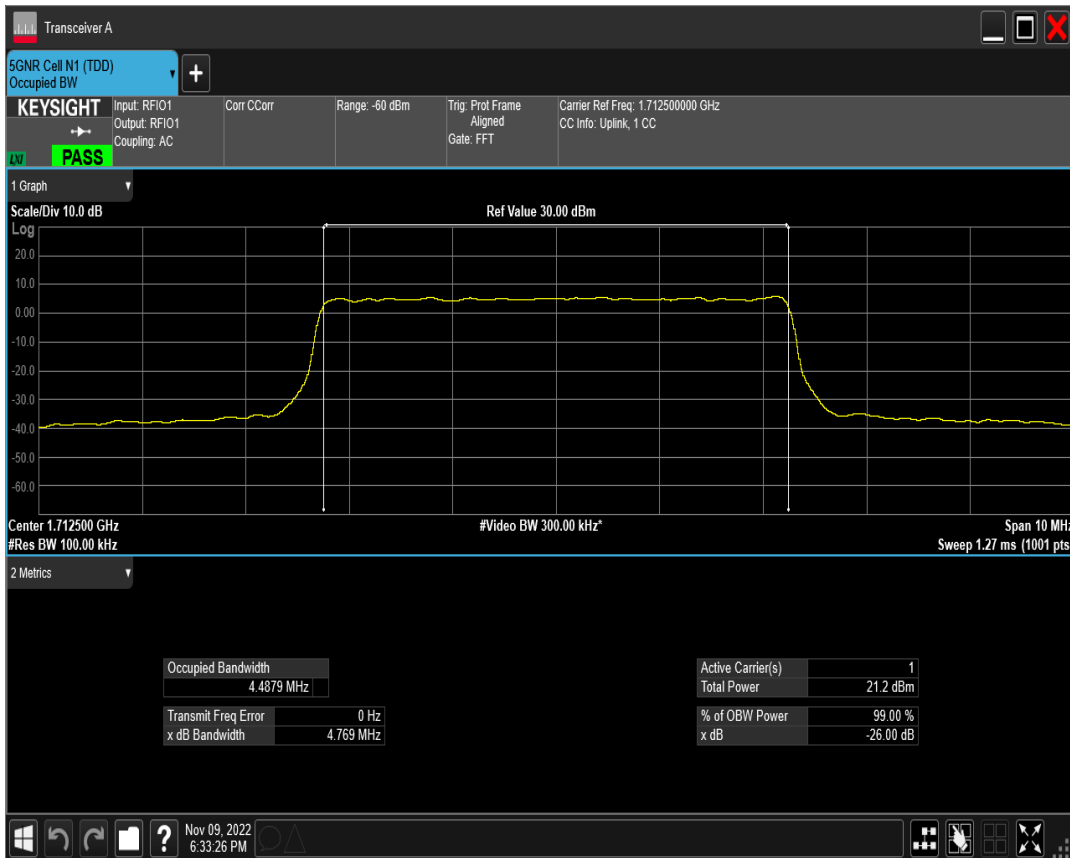 Transceiver A
5GNR Cell N1 (TDD)
Occupied BW
+
KEYSIGHT
LXI
PASS
Input: RFIO1
Output: RFIO1
Coupling: AC
Corr CCorr
Range: -60 dBm
Trig: Prot Frame
Aligned
Gate: FFT
Carrier Ref Freq: 1.712500000 GHz
CC Info: Uplink, 1 CC
1 Graph
Scale/Div 10.0 dB
Ref Value 30.00 dBm
Log
20.0
10.0
0.00
-10.0
-20.0
-30.0
-40.0
-50.0
-60.0
Center 1.712500 GHz
#Video BW 300.00 kHz*
Span 10 MHz
#Res BW 100.00 kHz
Sweep 1.27 ms (1001 pts
2 Metrics
Occupied Bandwidth
4.4879 MHz
Active Carrier(s) 1
Total Power 21.2 dBm
Transmit Freq Error 0 Hz
x dB Bandwidth 4.769 MHz
% of OBW Power 99.00 %
x dB -26.00 dB
?
Nov 09, 2022
6:33:26 PM